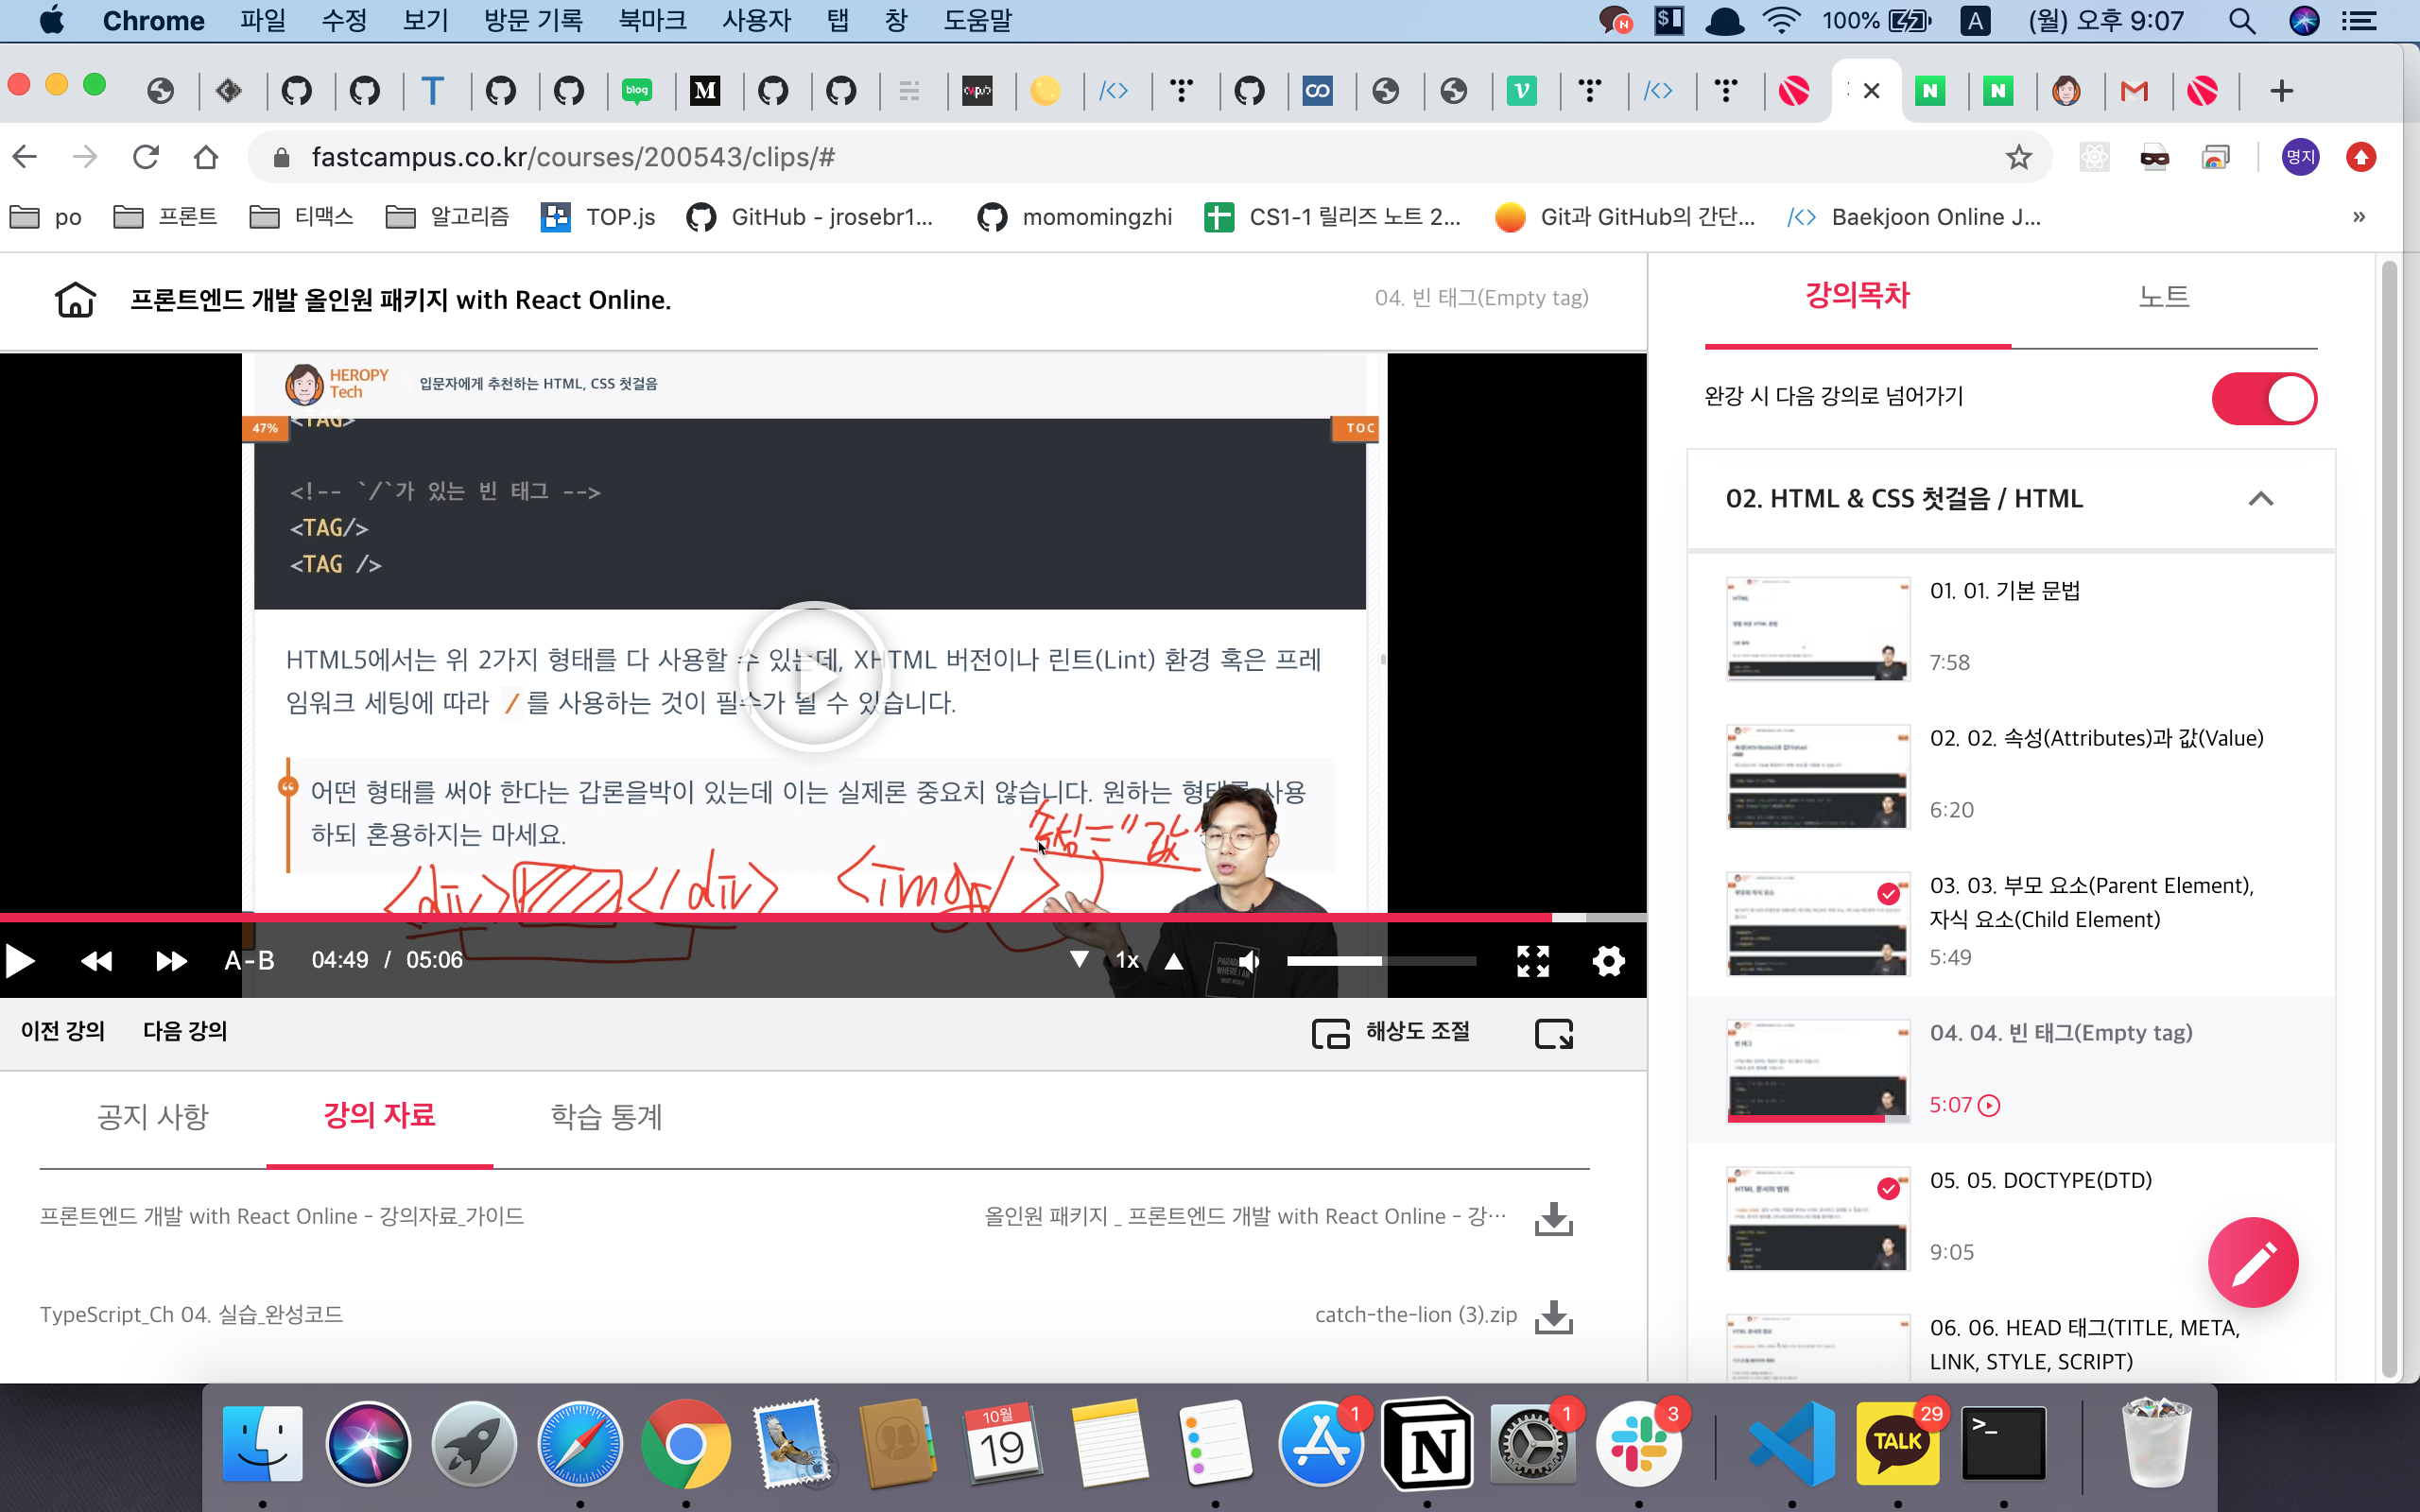 Chrome 파일 수정 보기 방문 기록 북마크 사용자 탭 창 도움말 100% A (월) 오후 9:07
fastcampus.co.kr/courses/200543/clips/#
명지
po 프론트 티맥스 알고리즘 TOP.js GitHub - jrosebr1... momomingzhi CS1-1 릴리즈 노트 2... Git과 GitHub의 간단... Baekjoon Online J... »
프론트엔드 개발 올인원 패키지 with React Online.
04. 빈 태그(Empty tag)
HEROPY
Tech
입문자에게 추천하는 HTML, CSS 첫걸음
47%
TOC
<TAG>
<!-- `/`가 있는 빈 태그 -->
<TAG/>
<TAG />
HTML5에서는 위 2가지 형태를 다 사용할 수 있는데, XHTML 버전이나 린트(Lint) 환경 혹은 프레
임워크 세팅에 따라 /를 사용하는 것이 필수가 될 수 있습니다.
어떤 형태를 써야 한다는 갑론을박이 있는데 이는 실제론 중요치 않습니다. 원하는 형태를 사용
하되 혼용하지는 마세요.
속성="값"
<div> </div> <img />
A-B 04:49 / 05:06 1x
이전 강의 다음 강의 해상도 조절
공지 사항 강의 자료 학습 통계
프론트엔드 개발 with React Online - 강의자료_가이드
올인원 패키지 _ 프론트엔드 개발 with React Online - 강…
TypeScript_Ch 04. 실습_완성코드
catch-the-lion (3).zip
강의목차 노트
완강 시 다음 강의로 넘어가기
02. HTML & CSS 첫걸음 / HTML
01. 01. 기본 문법
7:58
02. 02. 속성(Attributes)과 값(Value)
6:20
03. 03. 부모 요소(Parent Element),
자식 요소(Child Element)
5:49
04. 04. 빈 태그(Empty tag)
5:07
05. 05. DOCTYPE(DTD)
9:05
06. 06. HEAD 태그(TITLE, META,
LINK, STYLE, SCRIPT)
10월
19
1
1
3
29
TALK